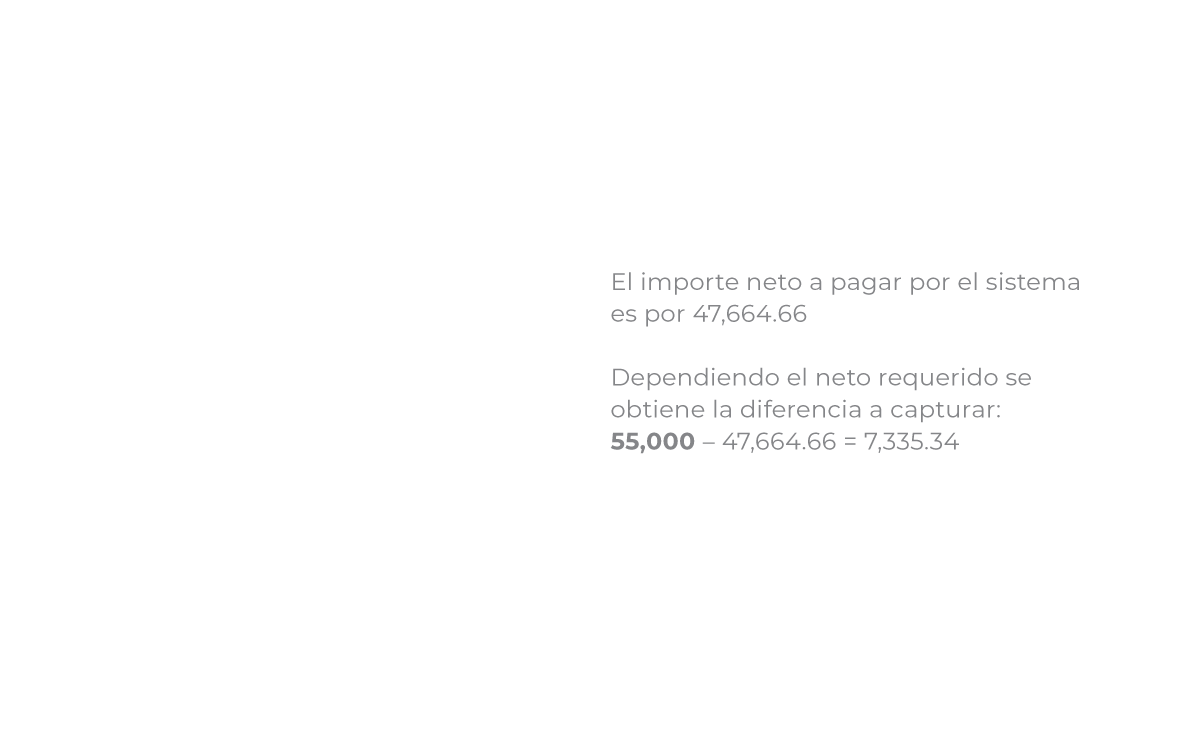 El importe neto a pagar por el sistema
es por 47,664.66
Dependiendo el neto requerido se
obtiene la diferencia a capturar:
55,000 – 47,664.66 = 7,335.34